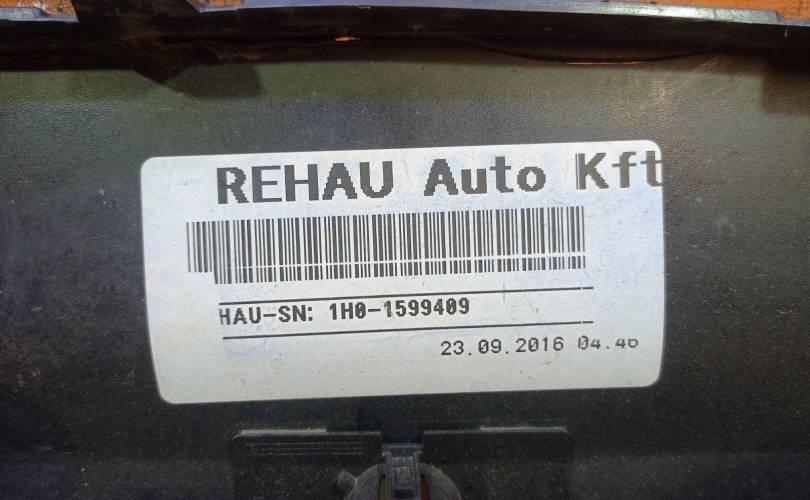 REHAU Auto Kft
HAU-SN: 1H0-1599409
23.09.2016 04.46